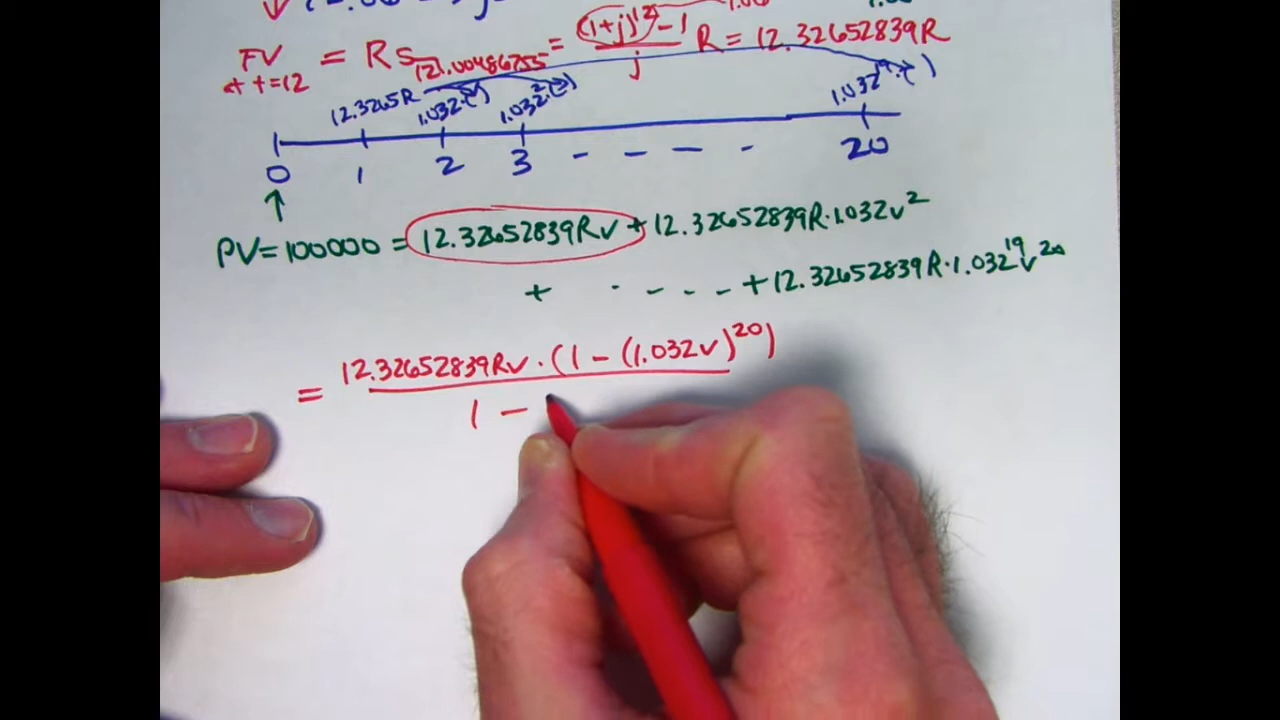 FV = R s 12|.00486755 = (1+j)^12 - 1 / j R = 12.32652839R
at t=12
12.3265R 1.032·( ) 1.032^2·( ) 1.032^19·( )
0 1 2 3 - - - - 20
PV = 100000 = 12.32652839Rv + 12.32652839R·1.032v^2
+ · - - - + 12.32652839R·1.032^19 v^20
= 12.32652839Rv · (1 - (1.032v)^20)
1 -